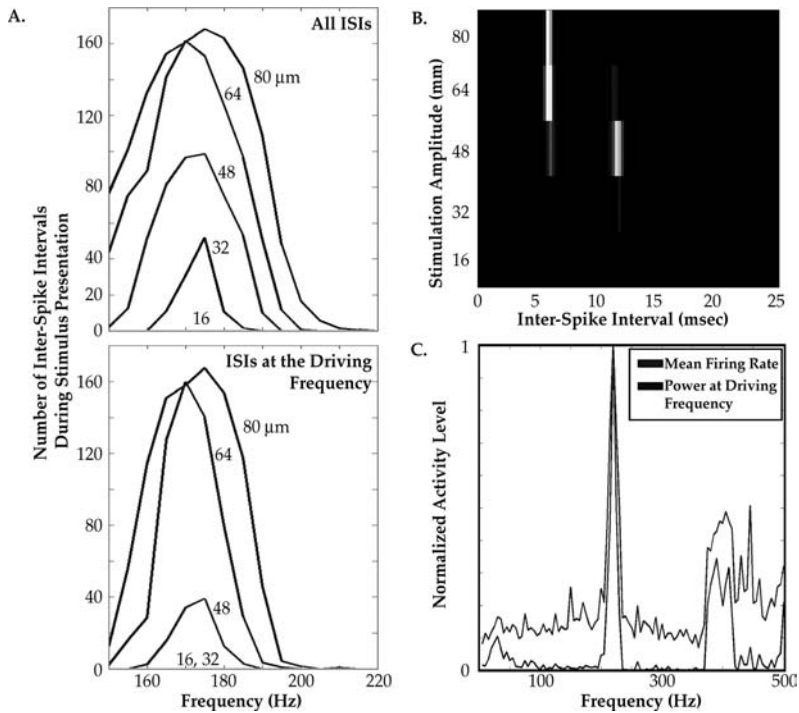 A.
All ISIs
Number of Inter-Spike Intervals
During Stimulus Presentation
160
120
80
40
0
80 µm
64
48
32
16
ISIs at the Driving
Frequency
160
120
80
40
0
80 µm
64
48
16, 32
160 180 200 220
Frequency (Hz)
B.
Stimulation Amplitude (mm)
80
64
48
32
16
0 5 10 15 20 25
Inter-Spike Interval (msec)
C.
Normalized Activity Level
1
0
Mean Firing Rate
Power at Driving
Frequency
100 300 500
Frequency (Hz)